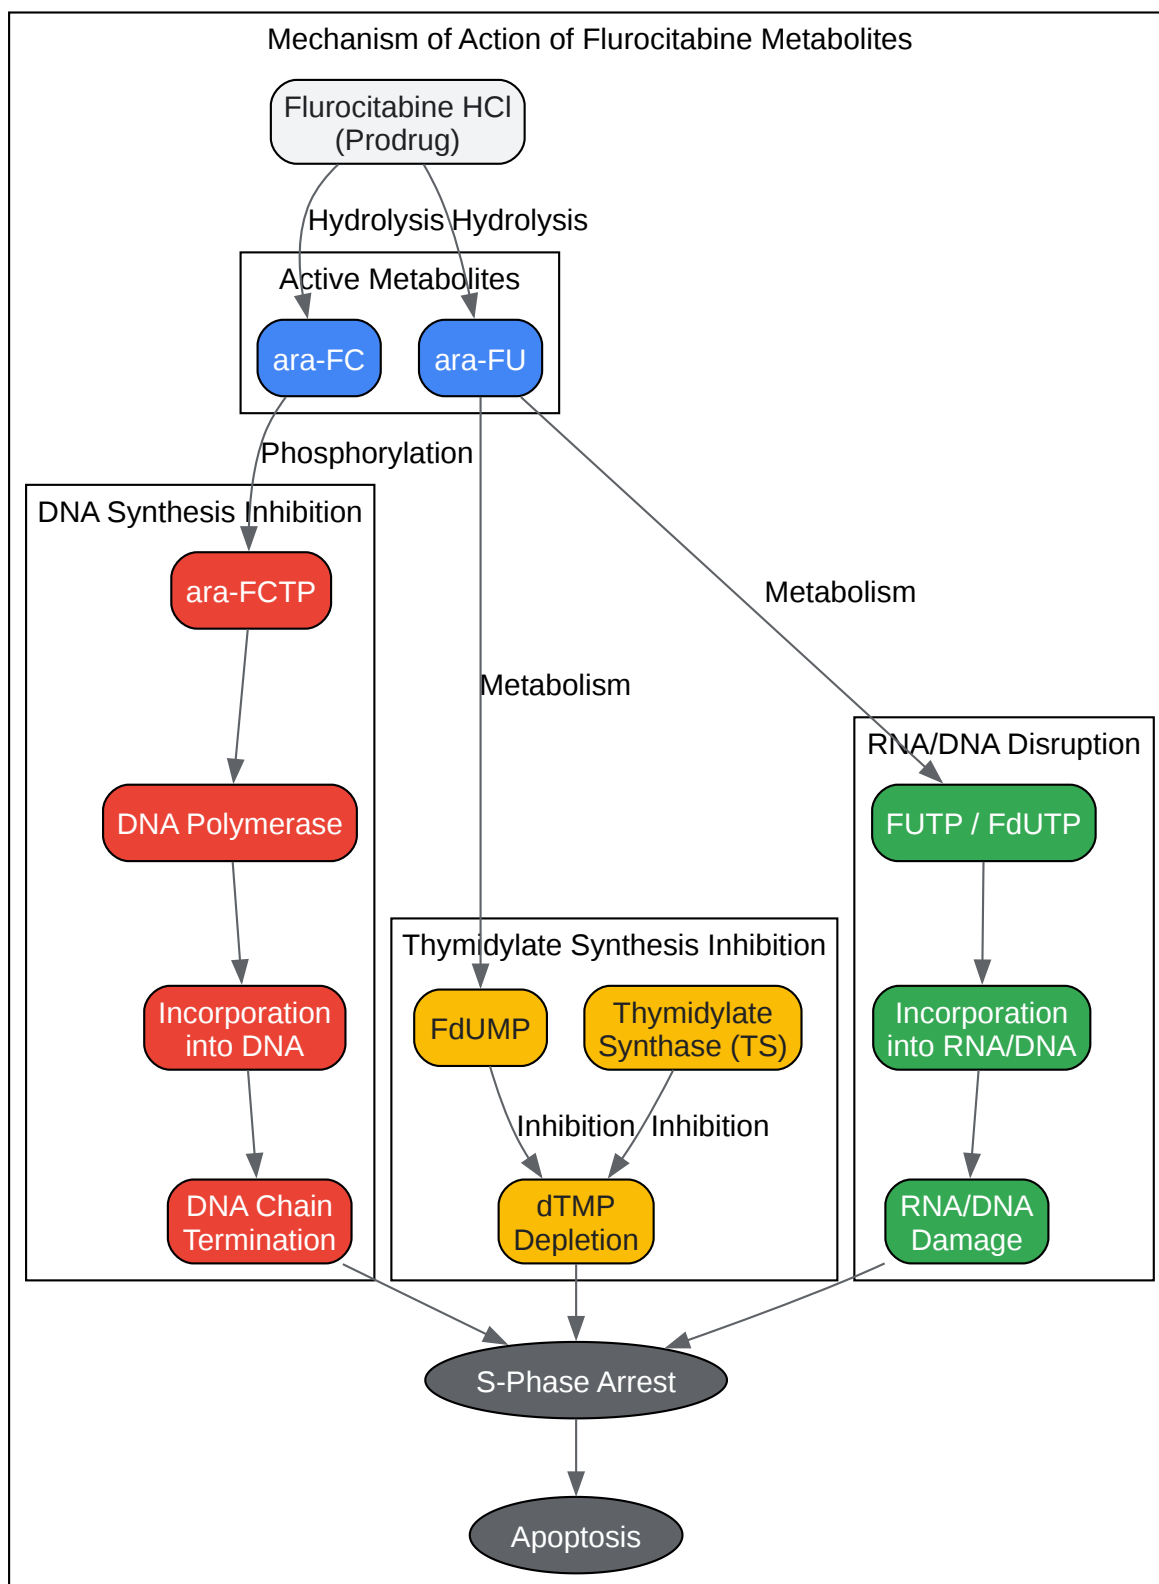 Mechanism of Action of Flurocitabine Metabolites
Flurocitabine HCl
(Prodrug)
Hydrolysis
Hydrolysis
Active Metabolites
ara-FC
ara-FU
Phosphorylation
DNA Synthesis Inhibition
ara-FCTP
Metabolism
Metabolism
RNA/DNA Disruption
DNA Polymerase
FUTP / FdUTP
Thymidylate Synthesis Inhibition
Incorporation
into DNA
FdUMP
Thymidylate
Synthase (TS)
Incorporation
into RNA/DNA
Inhibition
Inhibition
DNA Chain
Termination
dTMP
Depletion
RNA/DNA
Damage
S-Phase Arrest
Apoptosis